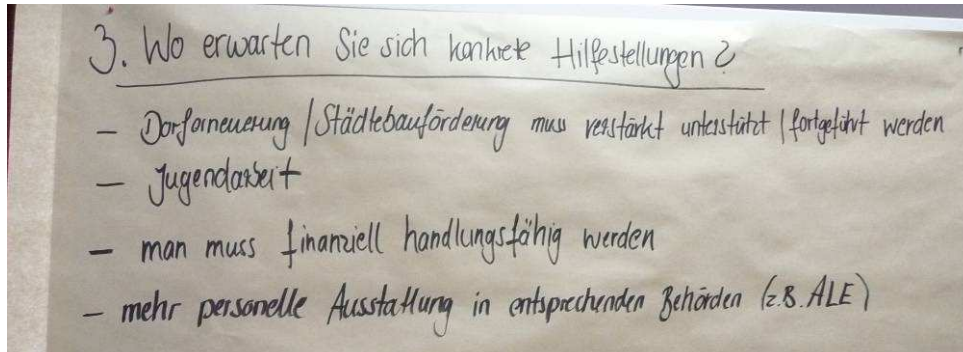 3. Wo erwarten Sie sich konkrete Hilfestellungen?
- Dorferneuerung / Städtebauförderung muss verstärkt unterstützt / fortgeführt werden
- Jugendarbeit
- man muss finanziell handlungsfähig werden
- mehr personelle Ausstattung in entsprechenden Behörden (z.B. ALE)